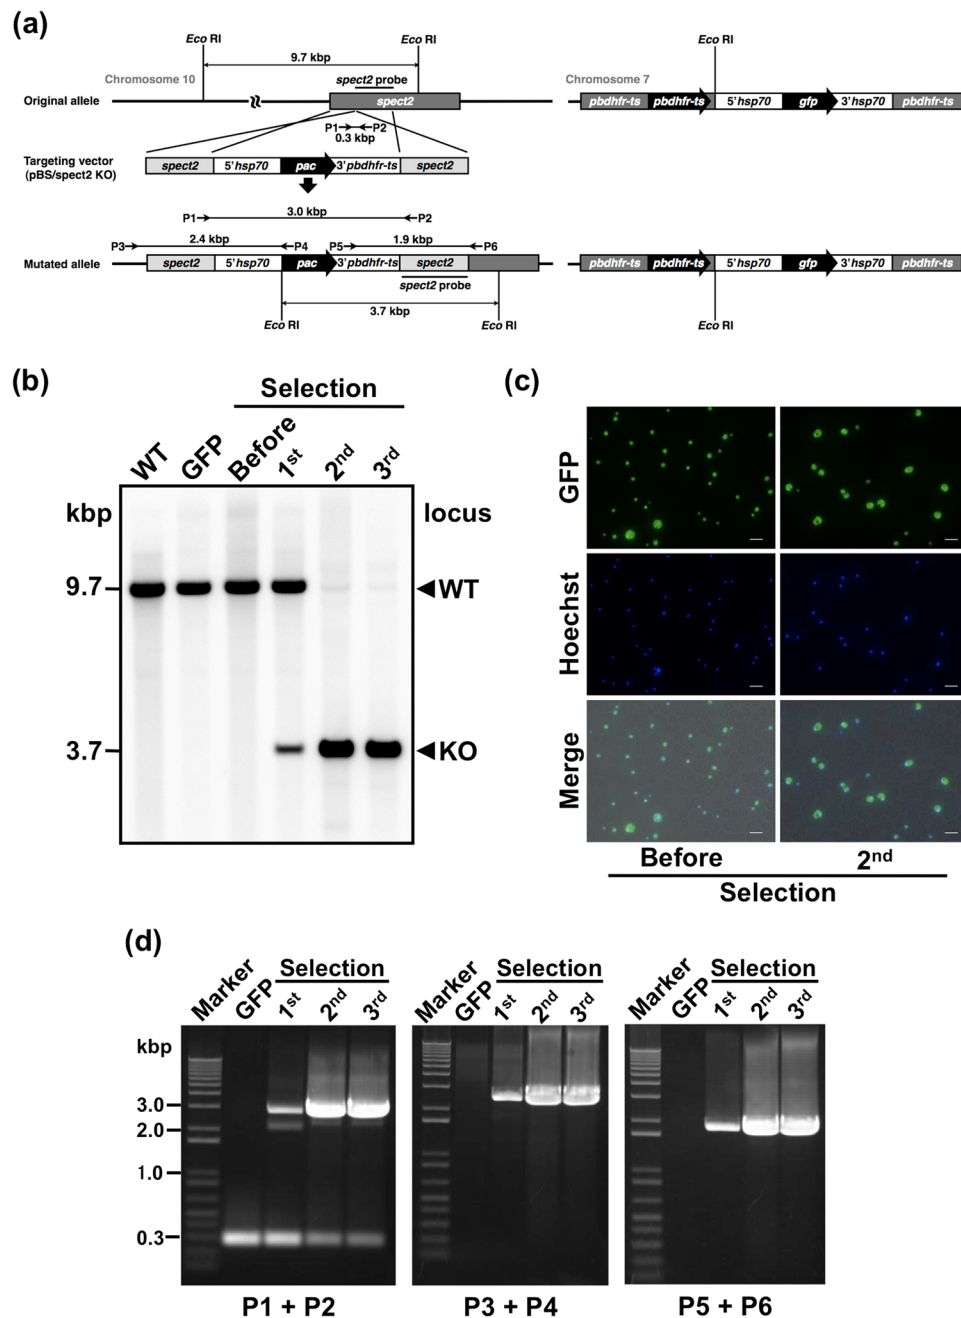 (a)
Eco RI
Eco RI
Eco RI
9.7 kbp
Chromosome 10
spect2 probe
Chromosome 7
Original allele
spect2
pbdhfr-ts
pbdhfr-ts
5'hsp70
gfp
3'hsp70
pbdhfr-ts
P1
P2
0.3 kbp
Targeting vector
(pBS/spect2 KO)
spect2
5'hsp70
pac
3'pbdhfr-ts
spect2
P1
3.0 kbp
P2
P3
2.4 kbp
P4
P5
1.9 kbp
P6
Mutated allele
spect2
5'hsp70
pac
3'pbdhfr-ts
spect2
pbdhfr-ts
pbdhfr-ts
5'hsp70
gfp
3'hsp70
pbdhfr-ts
spect2 probe
3.7 kbp
Eco RI
Eco RI
Eco RI
(b)
Selection
WT
GFP
Before
1st
2nd
3rd
kbp
locus
9.7
WT
3.7
KO
(c)
GFP
Hoechst
Merge
Before
2nd
Selection
(d)
Marker
GFP
Selection
1st
2nd
3rd
Marker
GFP
Selection
1st
2nd
3rd
Marker
GFP
Selection
1st
2nd
3rd
kbp
3.0
2.0
1.0
0.3
P1 + P2
P3 + P4
P5 + P6